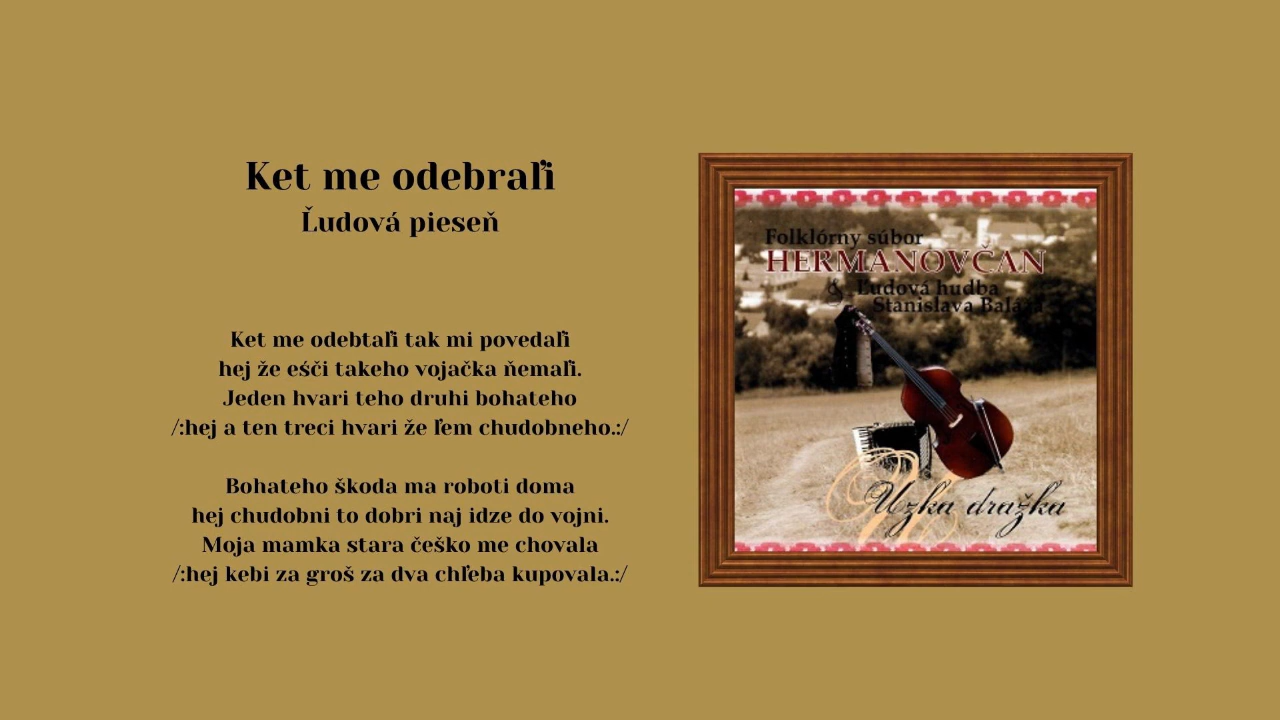 Ket me odebraľi
Ľudová pieseň
Ket me odebtaľi tak mi povedaľi
hej že eśči takeho vojačka ňemaľi.
Jeden hvari teho druhi bohateho
/:hej a ten treci hvari že ľem chudobneho.:/
Bohateho škoda ma roboti doma
hej chudobni to dobri naj idze do vojni.
Moja mamka stara češko me chovala
/:hej kebi za groš za dva chľeba kupovala.:/
Folklórny súbor
HERMANOVČAN
& Ľudová hudba
Stanislava Baláža
Uzka dražka